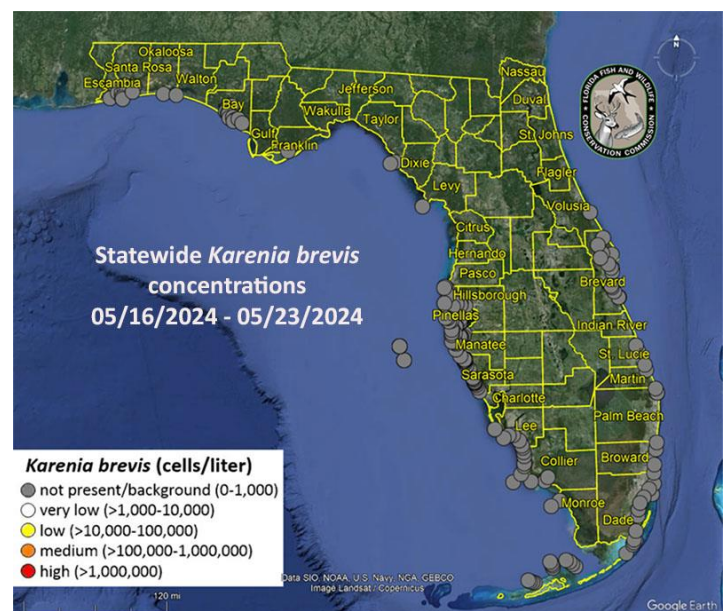 Okaloosa
Santa Rosa
Escambia
Walton
Bay
Gulf
Franklin
Jefferson
Wakulla
Taylor
Dixie
Levy
Nassau
Duval
St. Johns
Flagler
Volusia
Citrus
Hernando
Pasco
Hillsborough
Pinellas
Manatee
Sarasota
Charlotte
Lee
Collier
Monroe
Brevard
Indian River
St. Lucie
Martin
Palm Beach
Broward
Dade
N
FLORIDA FISH AND WILDLIFE
CONSERVATION COMMISSION
Statewide Karenia brevis
concentrations
05/16/2024 - 05/23/2024
Karenia brevis (cells/liter)
not present/background (0-1,000)
very low (>1,000-10,000)
low (>10,000-100,000)
medium (>100,000-1,000,000)
high (>1,000,000)
120 mi
Data SIO, NOAA, U.S. Navy, NGA, GEBCO
Image Landsat / Copernicus
Google Earth